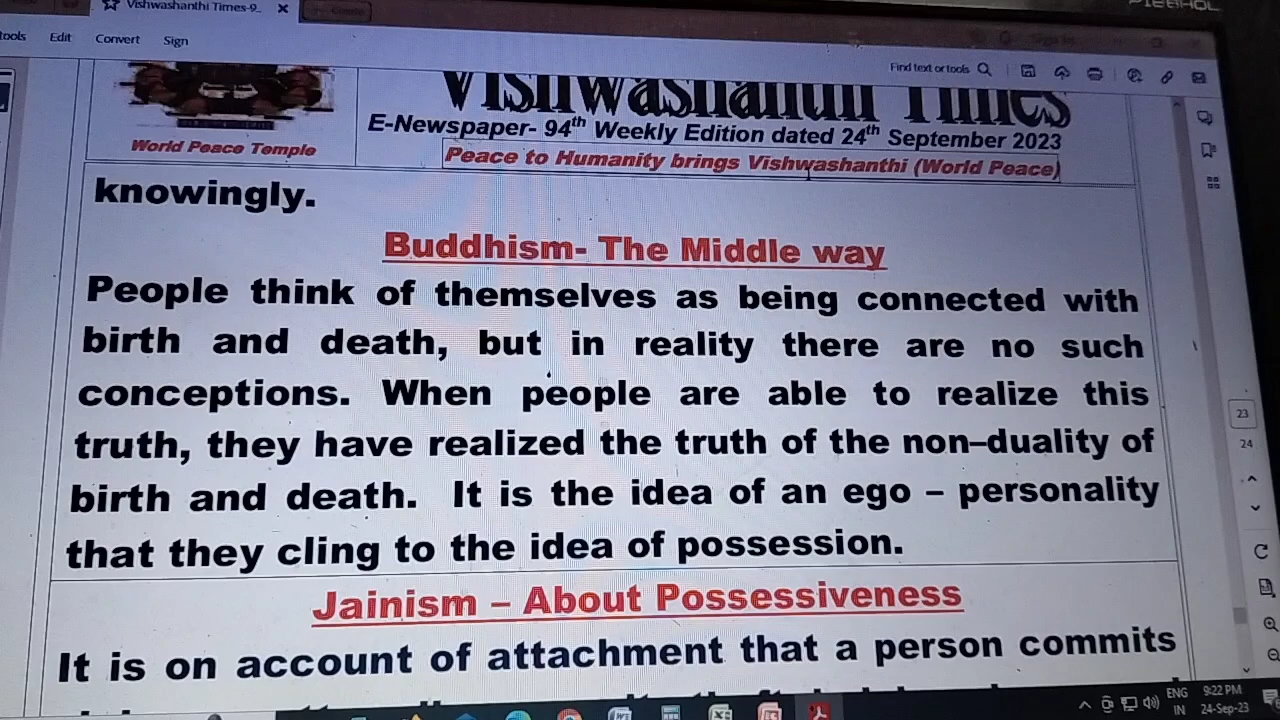 Vishwashanthi Times-9...
tools Edit Convert Sign
Find text or tools
Vishwashanthi Times
E-Newspaper- 94th Weekly Edition dated 24th September 2023
World Peace Temple
Peace to Humanity brings Vishwashanthi (World Peace)
knowingly.
Buddhism- The Middle way
People think of themselves as being connected with
birth and death, but in reality there are no such
conceptions. When people are able to realize this
truth, they have realized the truth of the non–duality of
birth and death. It is the idea of an ego – personality
that they cling to the idea of possession.
Jainism – About Possessiveness
It is on account of attachment that a person commits
23
24
ENG
IN
9:22 PM
24-Sep-23